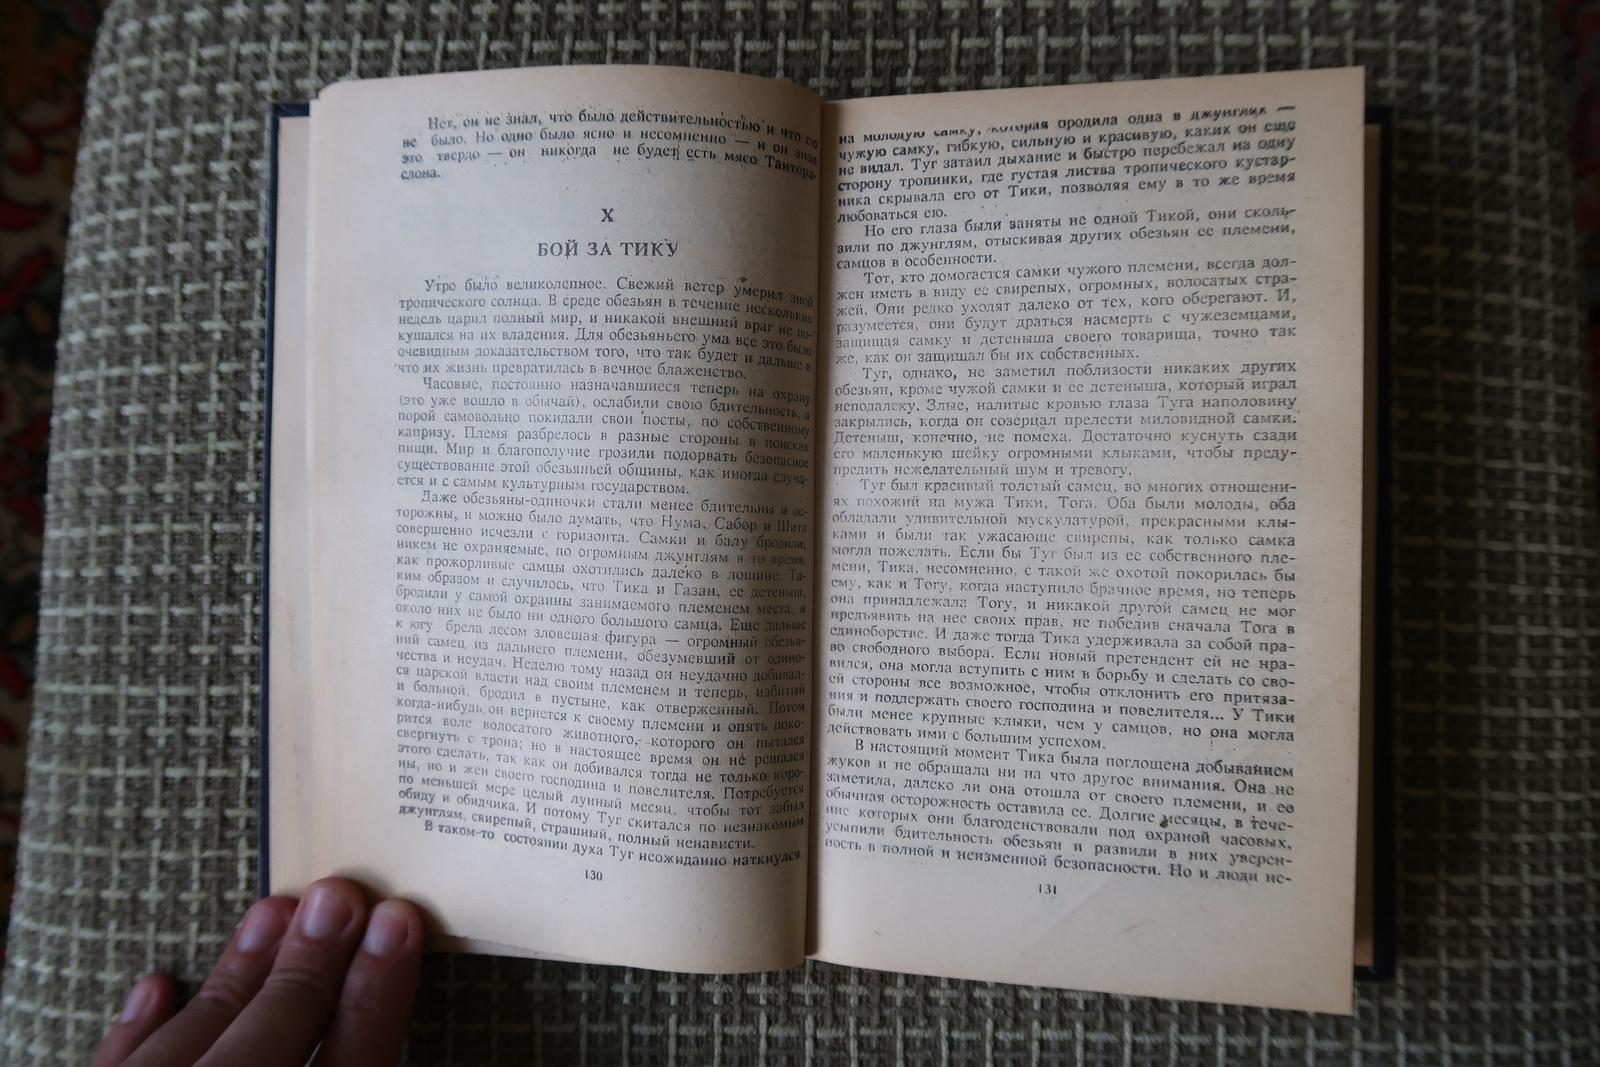 Нет, он не знал, что было действительностью и что ею
не было. Но одно было ясно и несомненно — и он знал
это твердо — он никогда не будет есть мясо Тантора-
слона.
X
БОЙ ЗА ТИКУ
Утро было великолепное. Свежий ветер умерил зной
тропического солнца. В среде обезьян в течение нескольких
недель царил полный мир, и никакой внешний враг не по-
кушался на их владения. Для обезьяньего ума все это было
очевидным доказательством того, что так будет и дальше и
что их жизнь превратилась в вечное блаженство.
Часовые, постоянно назначавшиеся теперь на охрану
(это уже вошло в обычай), ослабили свою бдительность, а
порой самовольно покидали свои посты, по собственному
капризу. Племя разбрелось в разные стороны в поисках
пищи. Мир и благополучие грозили подорвать безопасное
существование этой обезьяньей общины, как иногда случа-
ется и с самым культурным государством.
Даже обезьяны-одиночки стали менее бдительны и ос-
торожны, и можно было думать, что Нума, Сабор и Шита
совершенно исчезли с горизонта. Самки и балу бродили,
никем не охраняемые, по огромным джунглям в то время,
как прожорливые самцы охотились далеко в лощине. Та-
ким образом и случилось, что Тика и Газан, ее детеныш,
бродили у самой окраины занимаемого племенем места, и
около них не было ни одного большого самца. Еще дальше
к югу брела лесом зловещая фигура — огромный обезья-
ний самец из дальнего племени, обезумевший от одино-
чества и неудач. Неделю тому назад он неудачно добивал-
ся царской власти над своим племенем и теперь, избитый
и больной, бродил в пустыне, как отверженный. Потом
когда-нибудь он вернется к своему племени и опять поко-
рится воле волосатого животного, которого он пытался
свергнуть с трона; но в настоящее время он не решался
этого сделать, так как он добивался тогда не только коро-
ны, но и жен своего господина и повелителя. Потребуется
по меньшей мере целый лунный месяц, чтобы тот забыл
обиду и обидчика. И потому Туг скитался по незнакомым
джунглям, свирепый, страшный, полный ненависти.
В таком-то состоянии духа Туг неожиданно наткнулся
130
на молодую самку, которая бродила одна в джунглях —
чужую самку, гибкую, сильную и красивую, каких он еще
не видал. Туг затаил дыхание и быстро перебежал на одну
сторону тропинки, где густая листва тропического кустар-
ника скрывала его от Тики, позволяя ему в то же время
любоваться ею.
Но его глаза были заняты не одной Тикой, они сколь-
зили по джунглям, отыскивая других обезьян ее племени,
самцов в особенности.
Тот, кто домогается самки чужого племени, всегда дол-
жен иметь в виду ее свирепых, огромных, волосатых стра-
жей. Они редко уходят далеко от тех, кого оберегают. И,
разумеется, они будут драться насмерть с чужеземцами,
защищая самку и детеныша своего товарища, точно так
же, как он защищал бы их собственных.
Туг, однако, не заметил поблизости никаких других
обезьян, кроме чужой самки и ее детеныша, который играл
неподалеку. Злые, налитые кровью глаза Туга наполовину
закрылись, когда он созерцал прелести миловидной самки.
Детеныш, конечно, не помеха. Достаточно куснуть сзади
его маленькую шейку огромными клыками, чтобы преду-
предить нежелательный шум и тревогу.
Туг был красивый толстый самец, во многих отношени-
ях похожий на мужа Тики, Тога. Оба были молоды, оба
обладали удивительной мускулатурой, прекрасными клы-
ками и были так ужасающе свирепы, как только самка
могла пожелать. Если бы Туг был из ее собственного пле-
мени, Тика, несомненно, с такой же охотой покорилась бы
ему, как и Тогу, когда наступило брачное время, но теперь
она принадлежала Тогу, и никакой другой самец не мог
предъявить на нее своих прав, не победив сначала Тога в
единоборстве. И даже тогда Тика удерживала за собой пра-
во свободного выбора. Если новый претендент ей не нра-
вился, она могла вступить с ним в борьбу и сделать со сво-
ей стороны все возможное, чтобы отклонить его притяза-
ния и поддержать своего господина и повелителя... У Тики
были менее крупные клыки, чем у самцов, но она могла
действовать ими с большим успехом.
В настоящий момент Тика была поглощена добыванием
жуков и не обращала ни на что другое внимания. Она не
заметила, далеко ли она отошла от своего племени, и ее
обычная осторожность оставила ее. Долгие месяцы, в тече-
ние которых они благоденствовали под охраной часовых,
усыпили бдительность обезьян и развили в них уверен-
ность в полной и неизменной безопасности. Но и люди не-
131